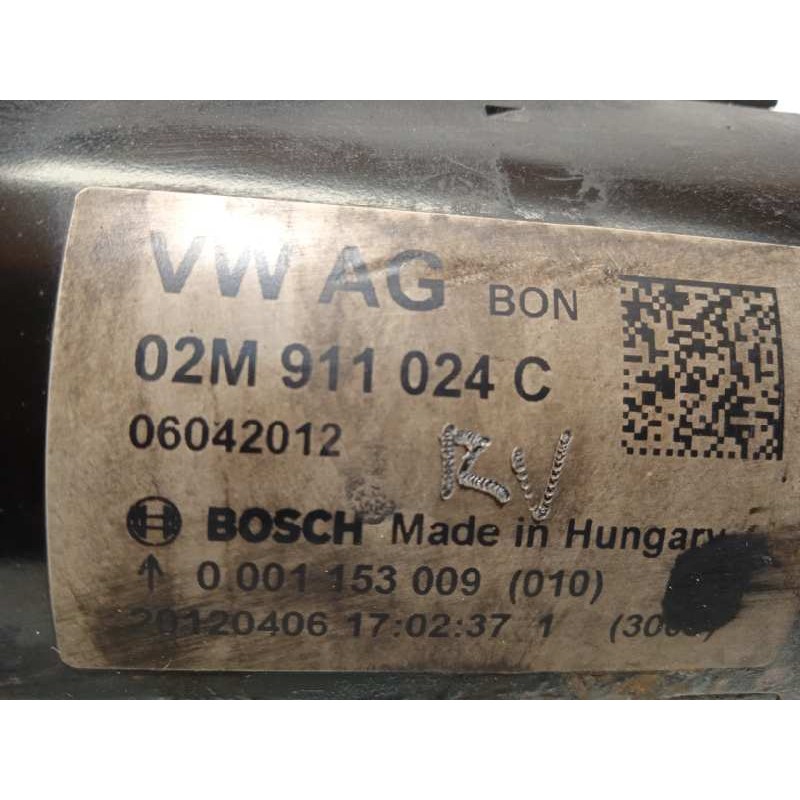 VW AG BON
02M 911 024 C
06042012
RV
BOSCH Made in Hungary
↑ 0 001 153 009 (010)
20120406 17:02:37 1